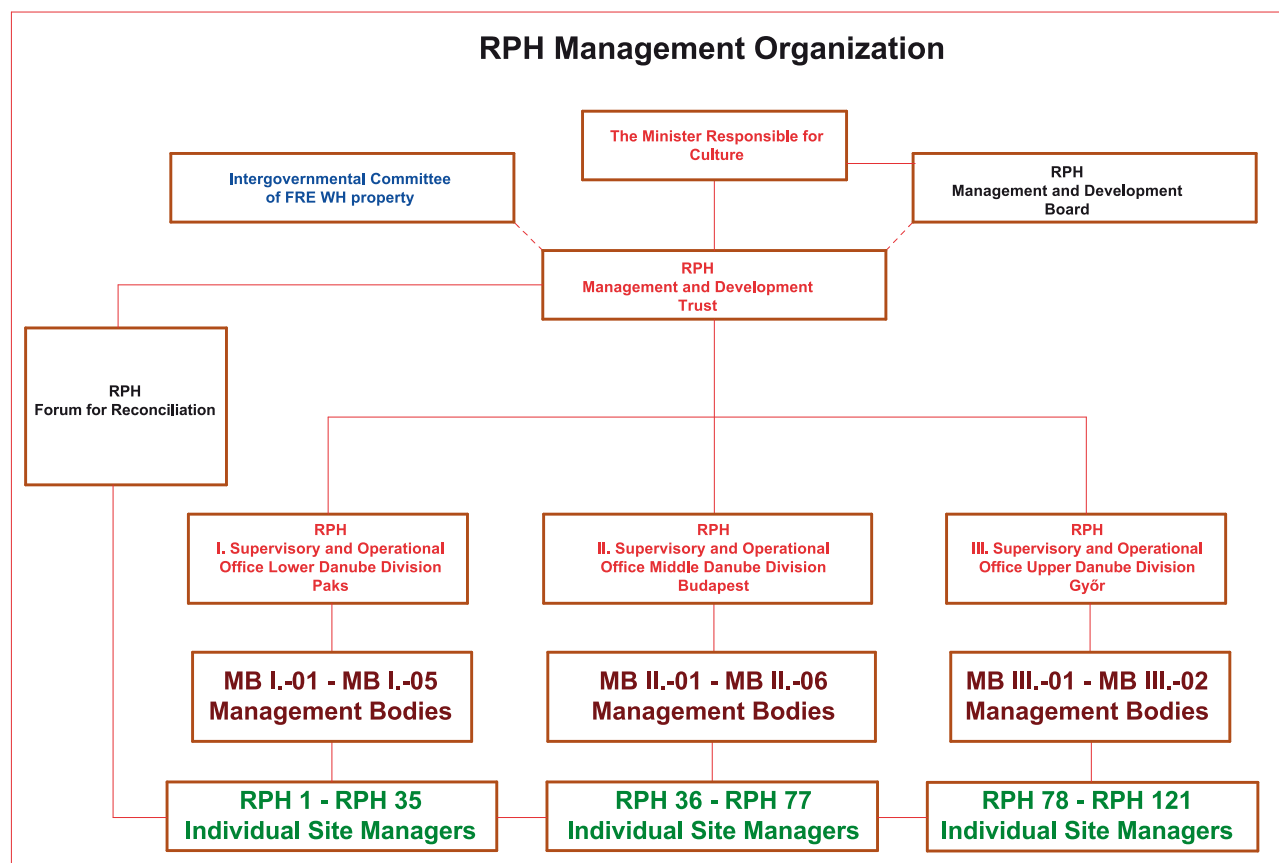 RPH Management Organization
The Minister Responsible for
Culture
Intergovernmental Committee
of FRE WH property
RPH
Management and Development
Board
RPH
Management and Development
Trust
RPH
Forum for Reconciliation
RPH
I. Supervisory and Operational
Office Lower Danube Division
Paks
RPH
II. Supervisory and Operational
Office Middle Danube Division
Budapest
RPH
III. Supervisory and Operational
Office Upper Danube Division
Győr
MB I.-01 - MB I.-05
Management Bodies
MB II.-01 - MB II.-06
Management Bodies
MB III.-01 - MB III.-02
Management Bodies
RPH 1 - RPH 35
Individual Site Managers
RPH 36 - RPH 77
Individual Site Managers
RPH 78 - RPH 121
Individual Site Managers